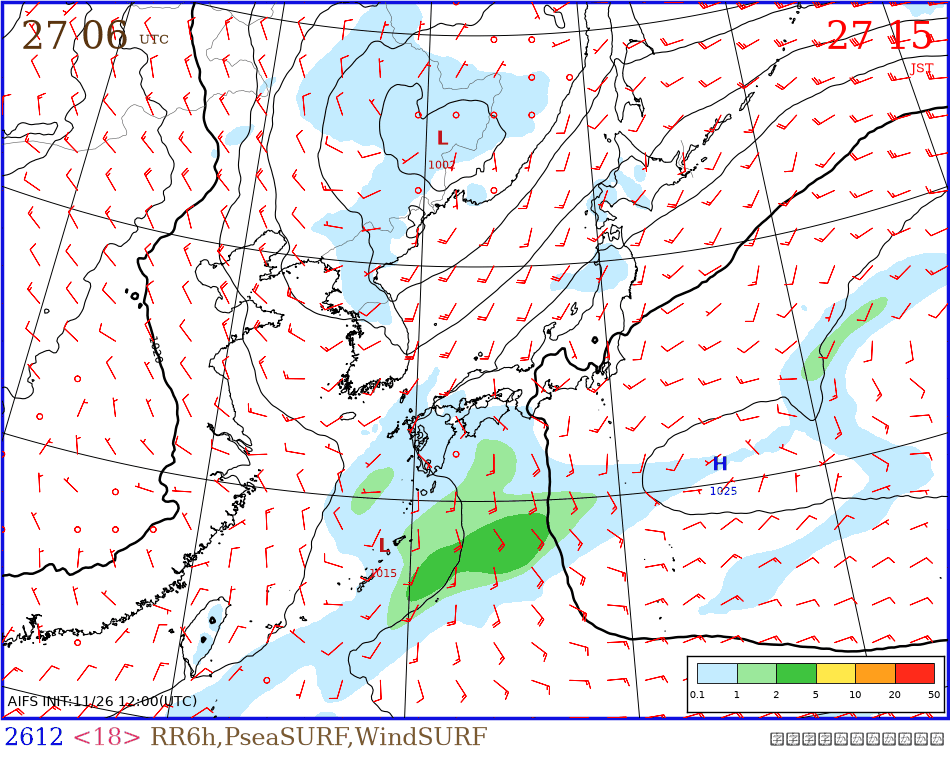 27 06 UTC
27 15
JST
L
1002
1020
H
1025
L
1015
AIFS INIT:11/26 12:00(UTC)
0.1 1 2 5 10 20 50
2612 <18> RR6h,PseaSURF,WindSURF